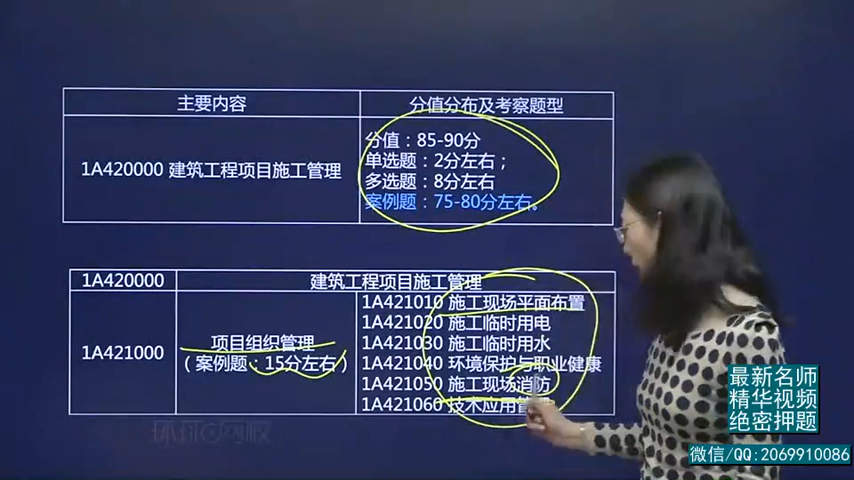 主要内容
分值分布及考察题型
1A420000 建筑工程项目施工管理
分值：85-90分
单选题：2分左右；
多选题：8分左右
案例题：75-80分左右。
1A420000
建筑工程项目施工管理
1A421000
项目组织管理
（案例题：15分左右）
1A421010 施工现场平面布置
1A421020 施工临时用电
1A421030 施工临时用水
1A421040 环境保护与职业健康
1A421050 施工现场消防
1A421060 技术应用管
环球网校
最新名师
精华视频
绝密押题
微信/QQ:2069910086